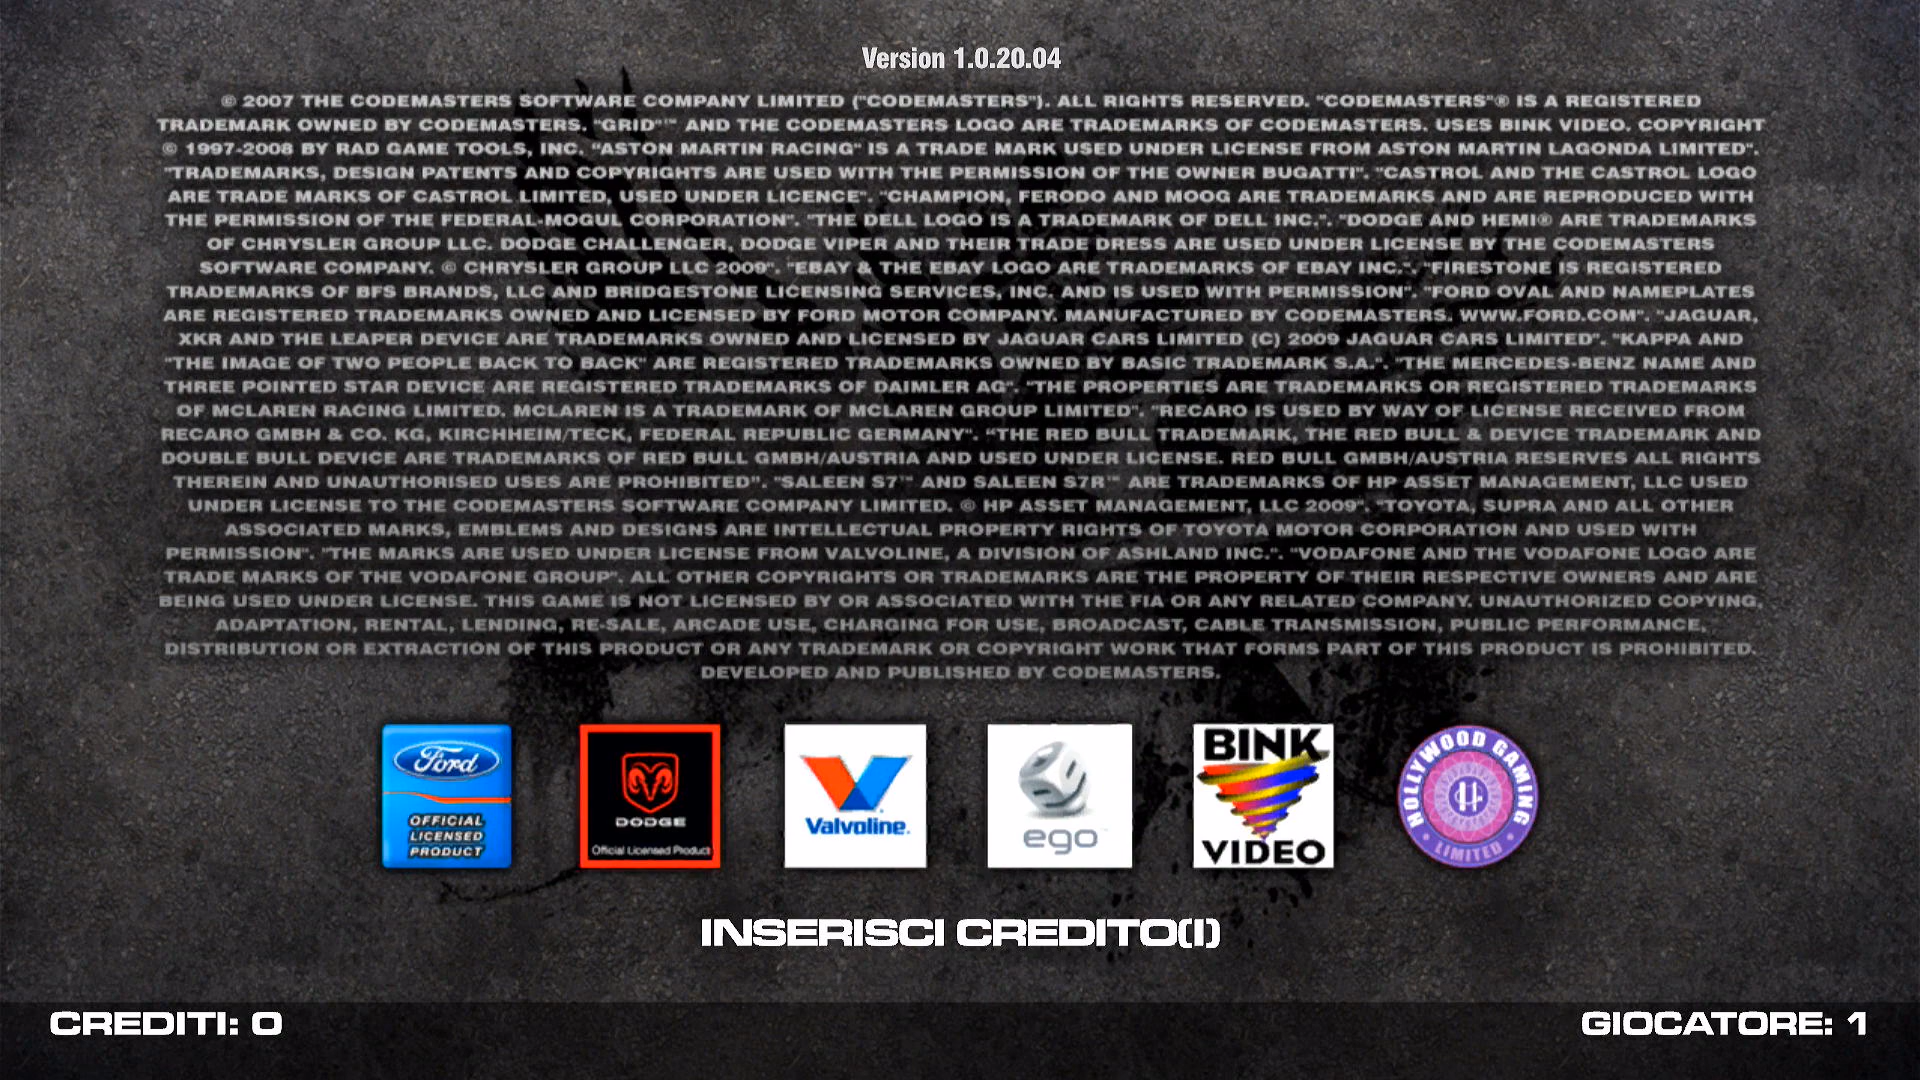 Version 1.0.20.04
© 2007 THE CODEMASTERS SOFTWARE COMPANY LIMITED ("CODEMASTERS"). ALL RIGHTS RESERVED. "CODEMASTERS"® IS A REGISTERED
TRADEMARK OWNED BY CODEMASTERS. "GRID"™ AND THE CODEMASTERS LOGO ARE TRADEMARKS OF CODEMASTERS. USES BINK VIDEO. COPYRIGHT
© 1997-2008 BY RAD GAME TOOLS, INC. "ASTON MARTIN RACING" IS A TRADE MARK USED UNDER LICENSE FROM ASTON MARTIN LAGONDA LIMITED".
"TRADEMARKS, DESIGN PATENTS AND COPYRIGHTS ARE USED WITH THE PERMISSION OF THE OWNER BUGATTI". "CASTROL AND THE CASTROL LOGO
ARE TRADE MARKS OF CASTROL LIMITED, USED UNDER LICENCE". "CHAMPION, FERODO AND MOOG ARE TRADEMARKS AND ARE REPRODUCED WITH
THE PERMISSION OF THE FEDERAL-MOGUL CORPORATION". "THE DELL LOGO IS A TRADEMARK OF DELL INC.". "DODGE AND HEMI® ARE TRADEMARKS
OF CHRYSLER GROUP LLC. DODGE CHALLENGER, DODGE VIPER AND THEIR TRADE DRESS ARE USED UNDER LICENSE BY THE CODEMASTERS
SOFTWARE COMPANY. © CHRYSLER GROUP LLC 2009". "EBAY & THE EBAY LOGO ARE TRADEMARKS OF EBAY INC.". "FIRESTONE IS REGISTERED
TRADEMARKS OF BFS BRANDS, LLC AND BRIDGESTONE LICENSING SERVICES, INC. AND IS USED WITH PERMISSION". "FORD OVAL AND NAMEPLATES
ARE REGISTERED TRADEMARKS OWNED AND LICENSED BY FORD MOTOR COMPANY. MANUFACTURED BY CODEMASTERS. WWW.FORD.COM". "JAGUAR,
XKR AND THE LEAPER DEVICE ARE TRADEMARKS OWNED AND LICENSED BY JAGUAR CARS LIMITED (C) 2009 JAGUAR CARS LIMITED". "KAPPA AND
"THE IMAGE OF TWO PEOPLE BACK TO BACK" ARE REGISTERED TRADEMARKS OWNED BY BASIC TRADEMARK S.A.". "THE MERCEDES-BENZ NAME AND
THREE POINTED STAR DEVICE ARE REGISTERED TRADEMARKS OF DAIMLER AG". "THE PROPERTIES ARE TRADEMARKS OR REGISTERED TRADEMARKS
OF MCLAREN RACING LIMITED. MCLAREN IS A TRADEMARK OF MCLAREN GROUP LIMITED". "RECARO IS USED BY WAY OF LICENSE RECEIVED FROM
RECARO GMBH & CO. KG, KIRCHHEIM/TECK, FEDERAL REPUBLIC GERMANY". "THE RED BULL TRADEMARK, THE RED BULL & DEVICE TRADEMARK AND
DOUBLE BULL DEVICE ARE TRADEMARKS OF RED BULL GMBH/AUSTRIA AND USED UNDER LICENSE. RED BULL GMBH/AUSTRIA RESERVES ALL RIGHTS
THEREIN AND UNAUTHORISED USES ARE PROHIBITED". "SALEEN S7™ AND SALEEN S7R™ ARE TRADEMARKS OF HP ASSET MANAGEMENT, LLC USED
UNDER LICENSE TO THE CODEMASTERS SOFTWARE COMPANY LIMITED. © HP ASSET MANAGEMENT, LLC 2009". "TOYOTA, SUPRA AND ALL OTHER
ASSOCIATED MARKS, EMBLEMS AND DESIGNS ARE INTELLECTUAL PROPERTY RIGHTS OF TOYOTA MOTOR CORPORATION AND USED WITH
PERMISSION". "THE MARKS ARE USED UNDER LICENSE FROM VALVOLINE, A DIVISION OF ASHLAND INC.". "VODAFONE AND THE VODAFONE LOGO ARE
TRADE MARKS OF THE VODAFONE GROUP". ALL OTHER COPYRIGHTS OR TRADEMARKS ARE THE PROPERTY OF THEIR RESPECTIVE OWNERS AND ARE
BEING USED UNDER LICENSE. THIS GAME IS NOT LICENSED BY OR ASSOCIATED WITH THE FIA OR ANY RELATED COMPANY. UNAUTHORIZED COPYING,
ADAPTATION, RENTAL, LENDING, RE-SALE, ARCADE USE, CHARGING FOR USE, BROADCAST, CABLE TRANSMISSION, PUBLIC PERFORMANCE,
DISTRIBUTION OR EXTRACTION OF THIS PRODUCT OR ANY TRADEMARK OR COPYRIGHT WORK THAT FORMS PART OF THIS PRODUCT IS PROHIBITED.
DEVELOPED AND PUBLISHED BY CODEMASTERS.
Ford
OFFICIAL
LICENSED
PRODUCT
DODGE
Official Licensed Product
Valvoline.
ego™
BINK
VIDEO
HOLLYWOOD GAMING
LIMITED
INSERISCI CREDITO(I)
CREDITI: 0
GIOCATORE: 1